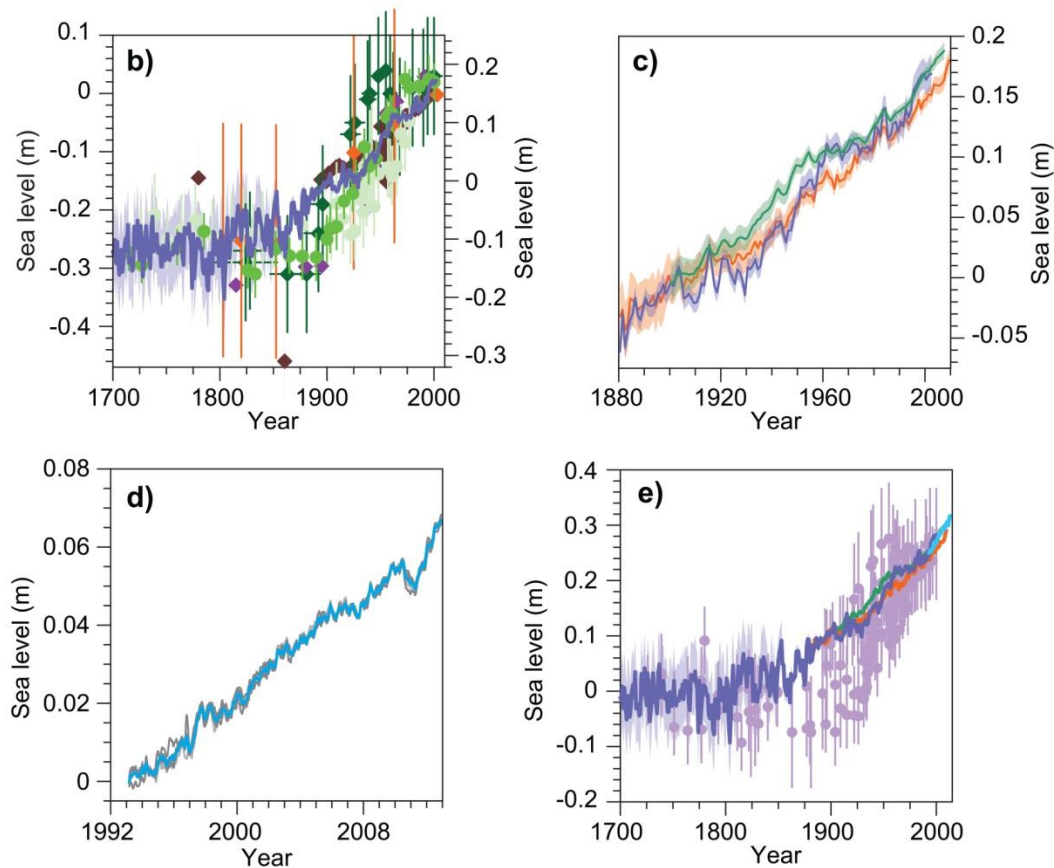 b)
0.1
0
-0.1
-0.2
-0.3
-0.4
Sea level (m)
0.2
0.1
0
-0.1
-0.2
-0.3
Sea level (m)
1700 1800 1900 2000
Year
c)
0.2
0.15
0.1
0.05
0
-0.05
Sea level (m)
1880 1920 1960 2000
Year
d)
0.08
0.06
0.04
0.02
0
Sea level (m)
1992 2000 2008
Year
e)
0.4
0.3
0.2
0.1
0
-0.1
-0.2
Sea level (m)
1700 1800 1900 2000
Year